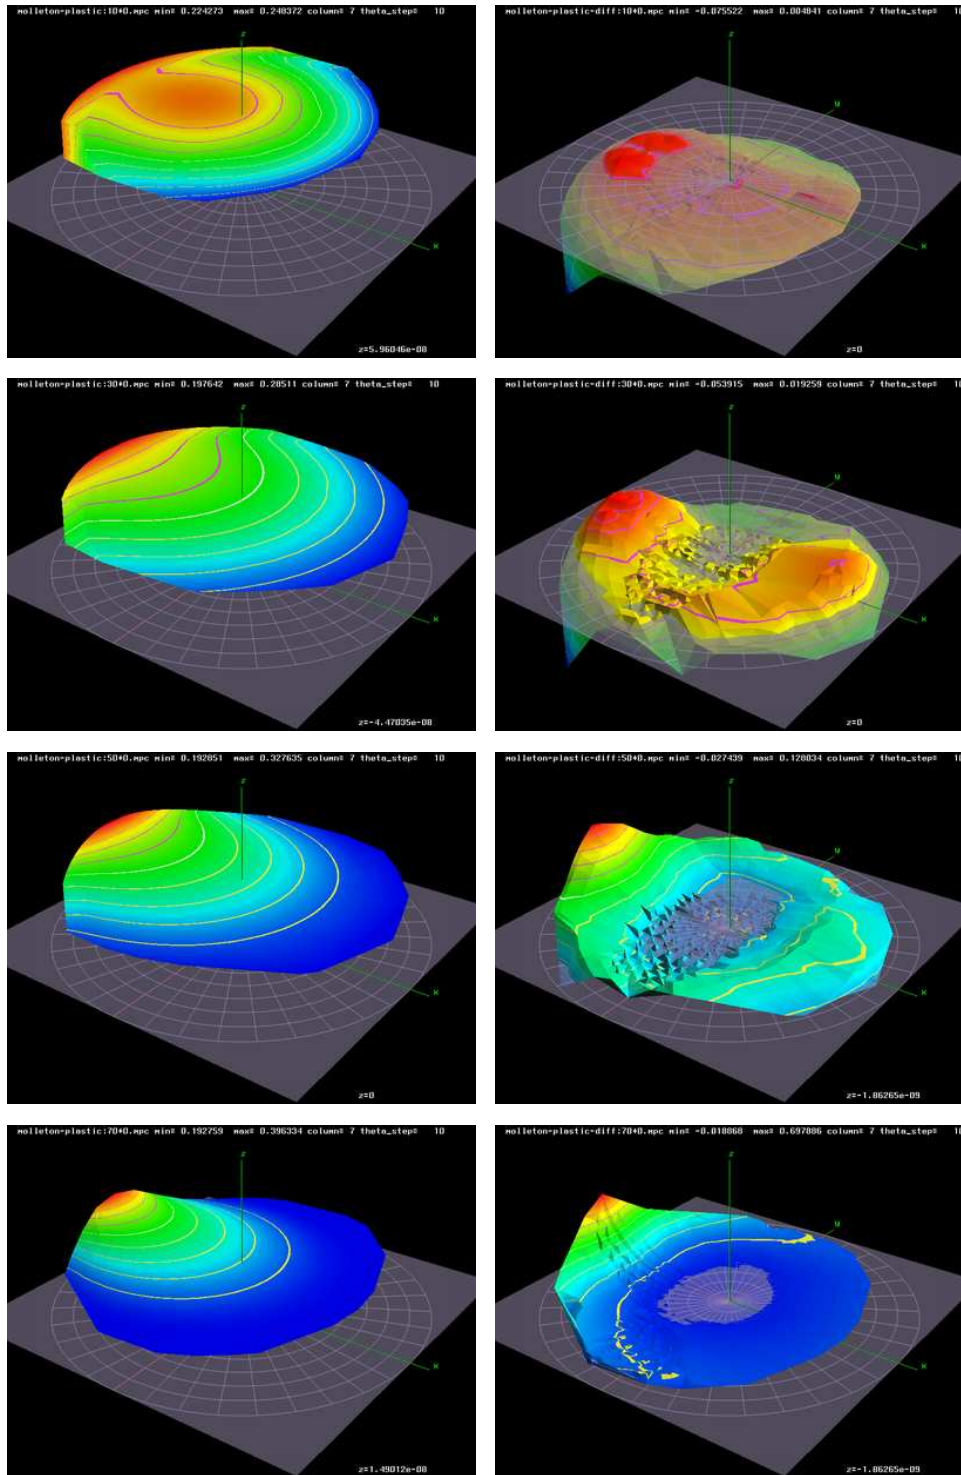 molleton-plastic:10*0.mpc min= 0.224273 max= 0.248372 column= 7 theta_step= 10
z
x
z=5.96046e-08
molleton-plastic-diff:10*0.mpc min= -0.075522 max= 0.004841 column= 7 theta_step= 10
z
y
x
z=0
molleton-plastic:30*0.mpc min= 0.197642 max= 0.28511 column= 7 theta_step= 10
z
x
z=-4.47035e-08
molleton-plastic-diff:30*0.mpc min= -0.053915 max= 0.019259 column= 7 theta_step= 10
z
y
x
z=0
molleton-plastic:50*0.mpc min= 0.192851 max= 0.327635 column= 7 theta_step= 10
z
x
z=0
molleton-plastic-diff:50*0.mpc min= -0.027439 max= 0.128034 column= 7 theta_step= 10
z
y
x
z=-1.86265e-09
molleton-plastic:70*0.mpc min= 0.192759 max= 0.396334 column= 7 theta_step= 10
z
x
z=1.49012e-08
molleton-plastic-diff:70*0.mpc min= -0.018868 max= 0.697886 column= 7 theta_step= 10
z
y
x
z=-1.86265e-09